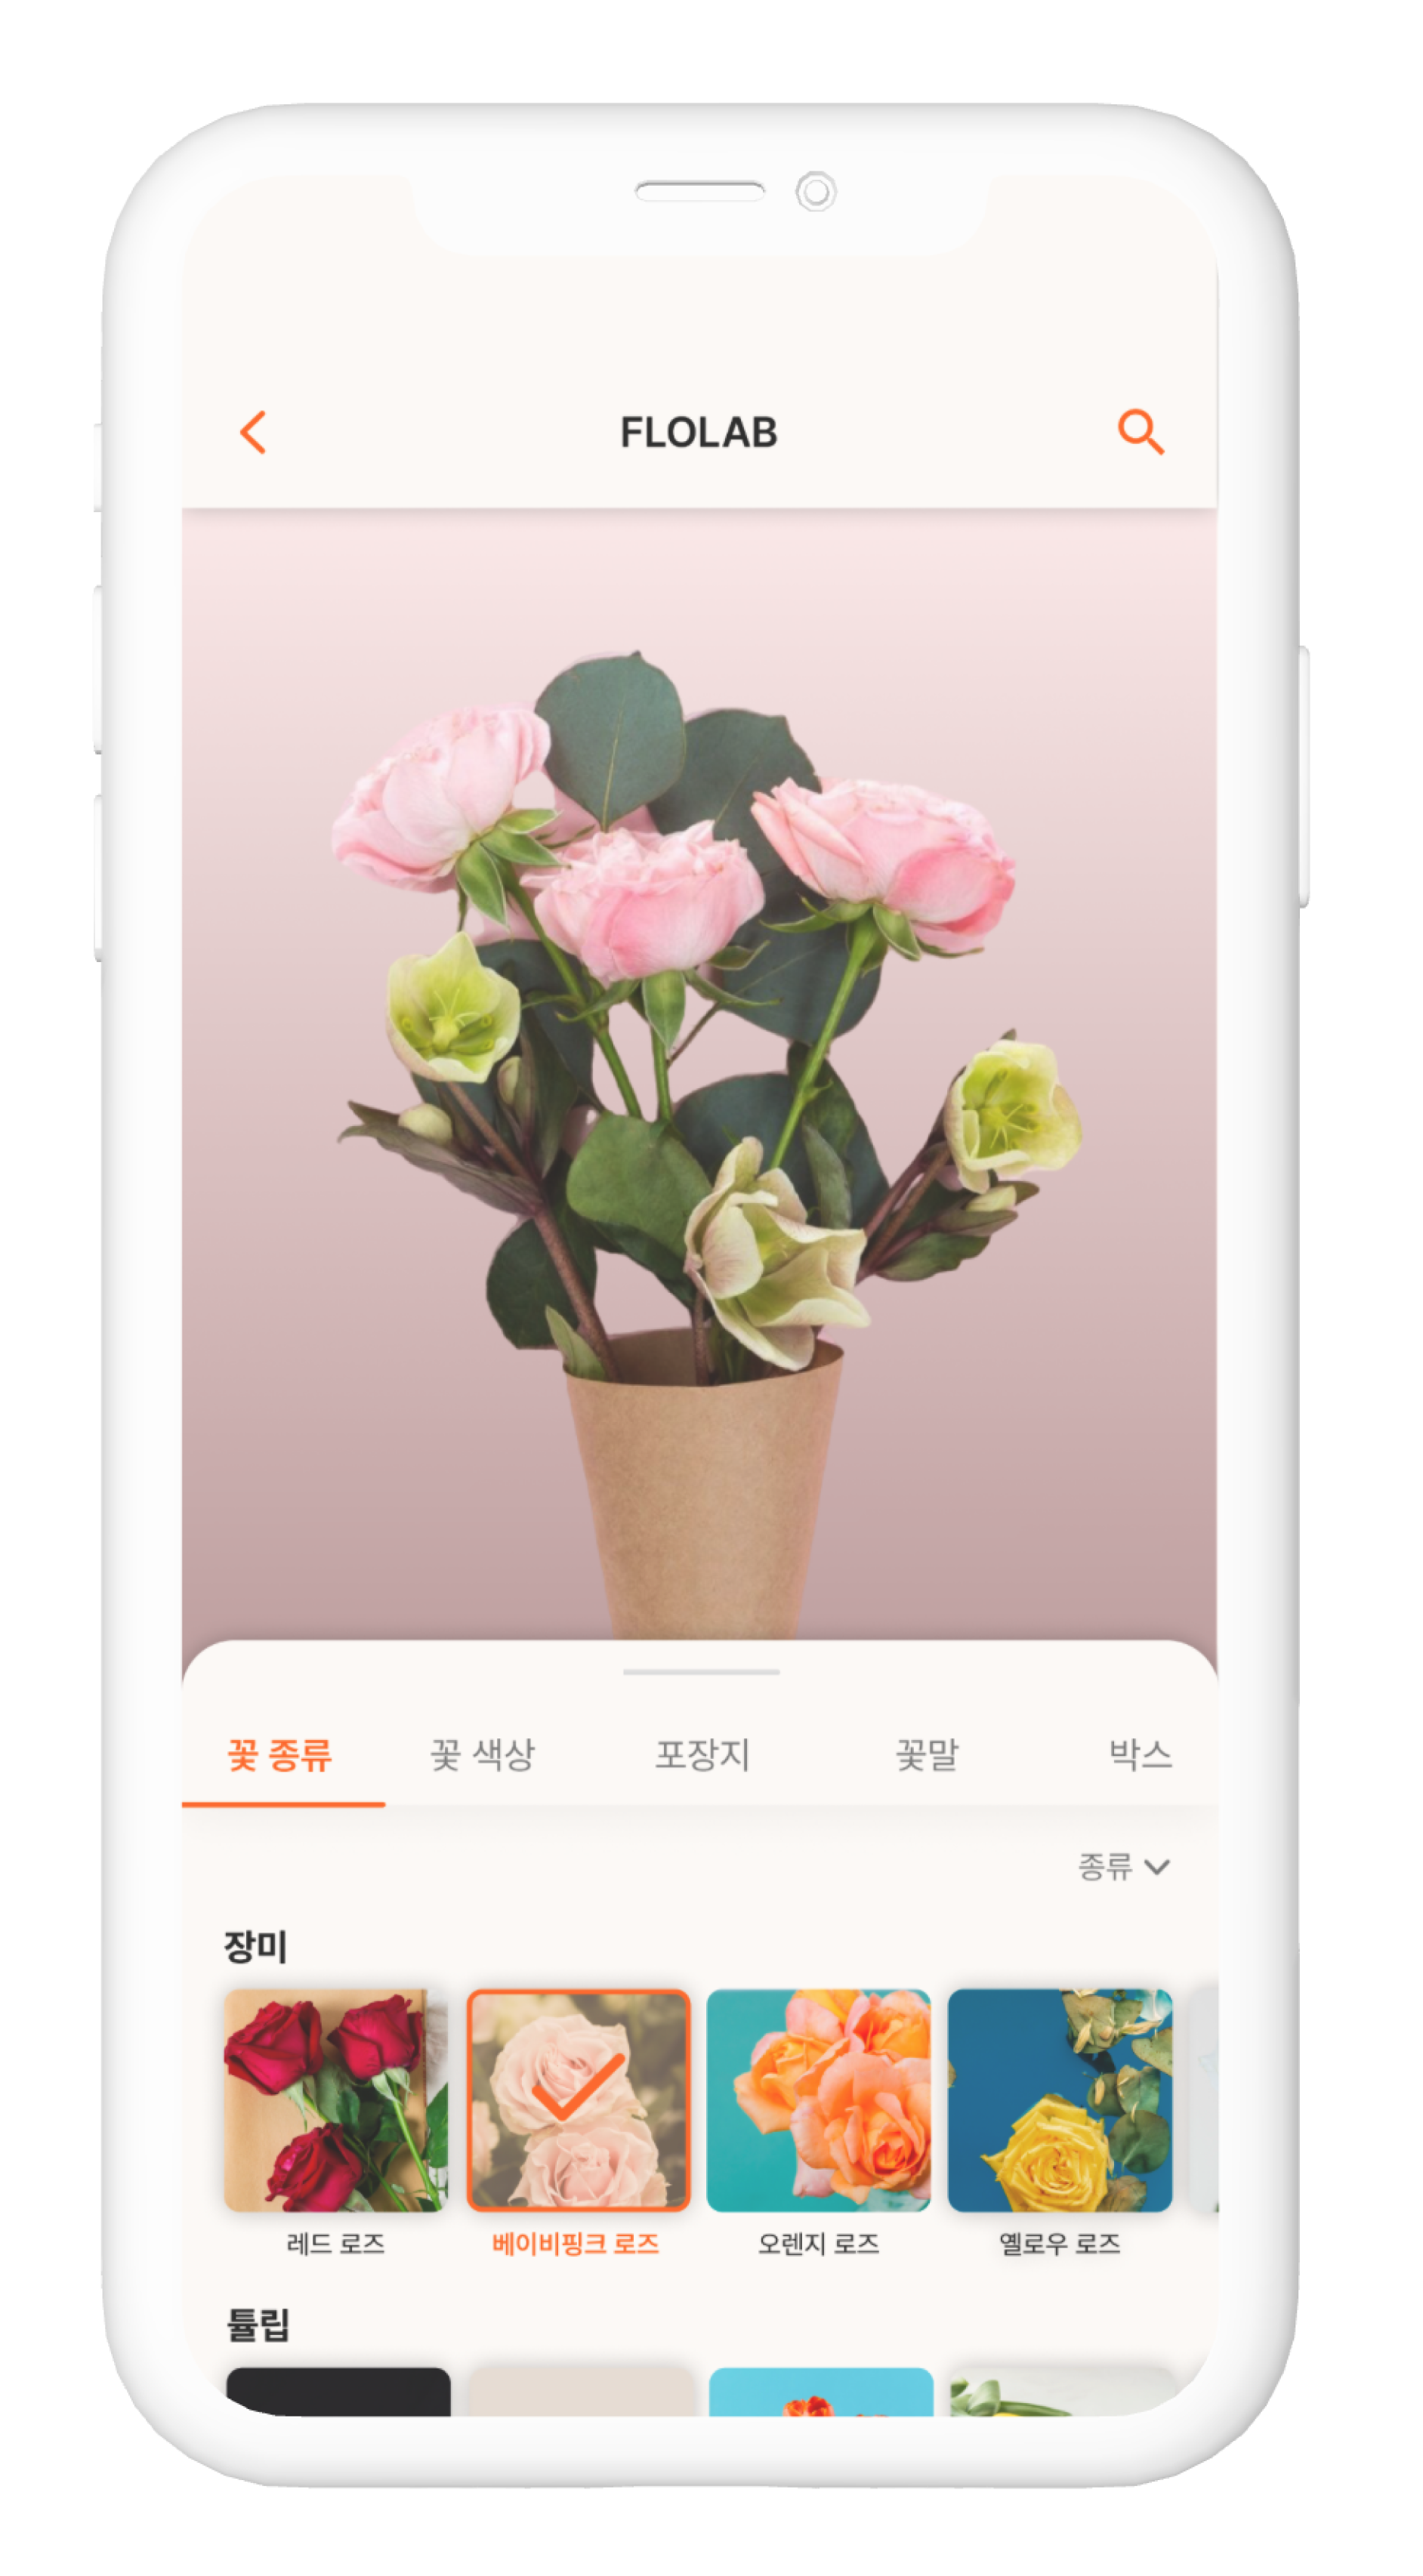 FLOLAB
꽃 종류 꽃 색상 포장지 꽃말 박스
종류
장미
레드 로즈 베이비핑크 로즈 오렌지 로즈 옐로우 로즈
튤립